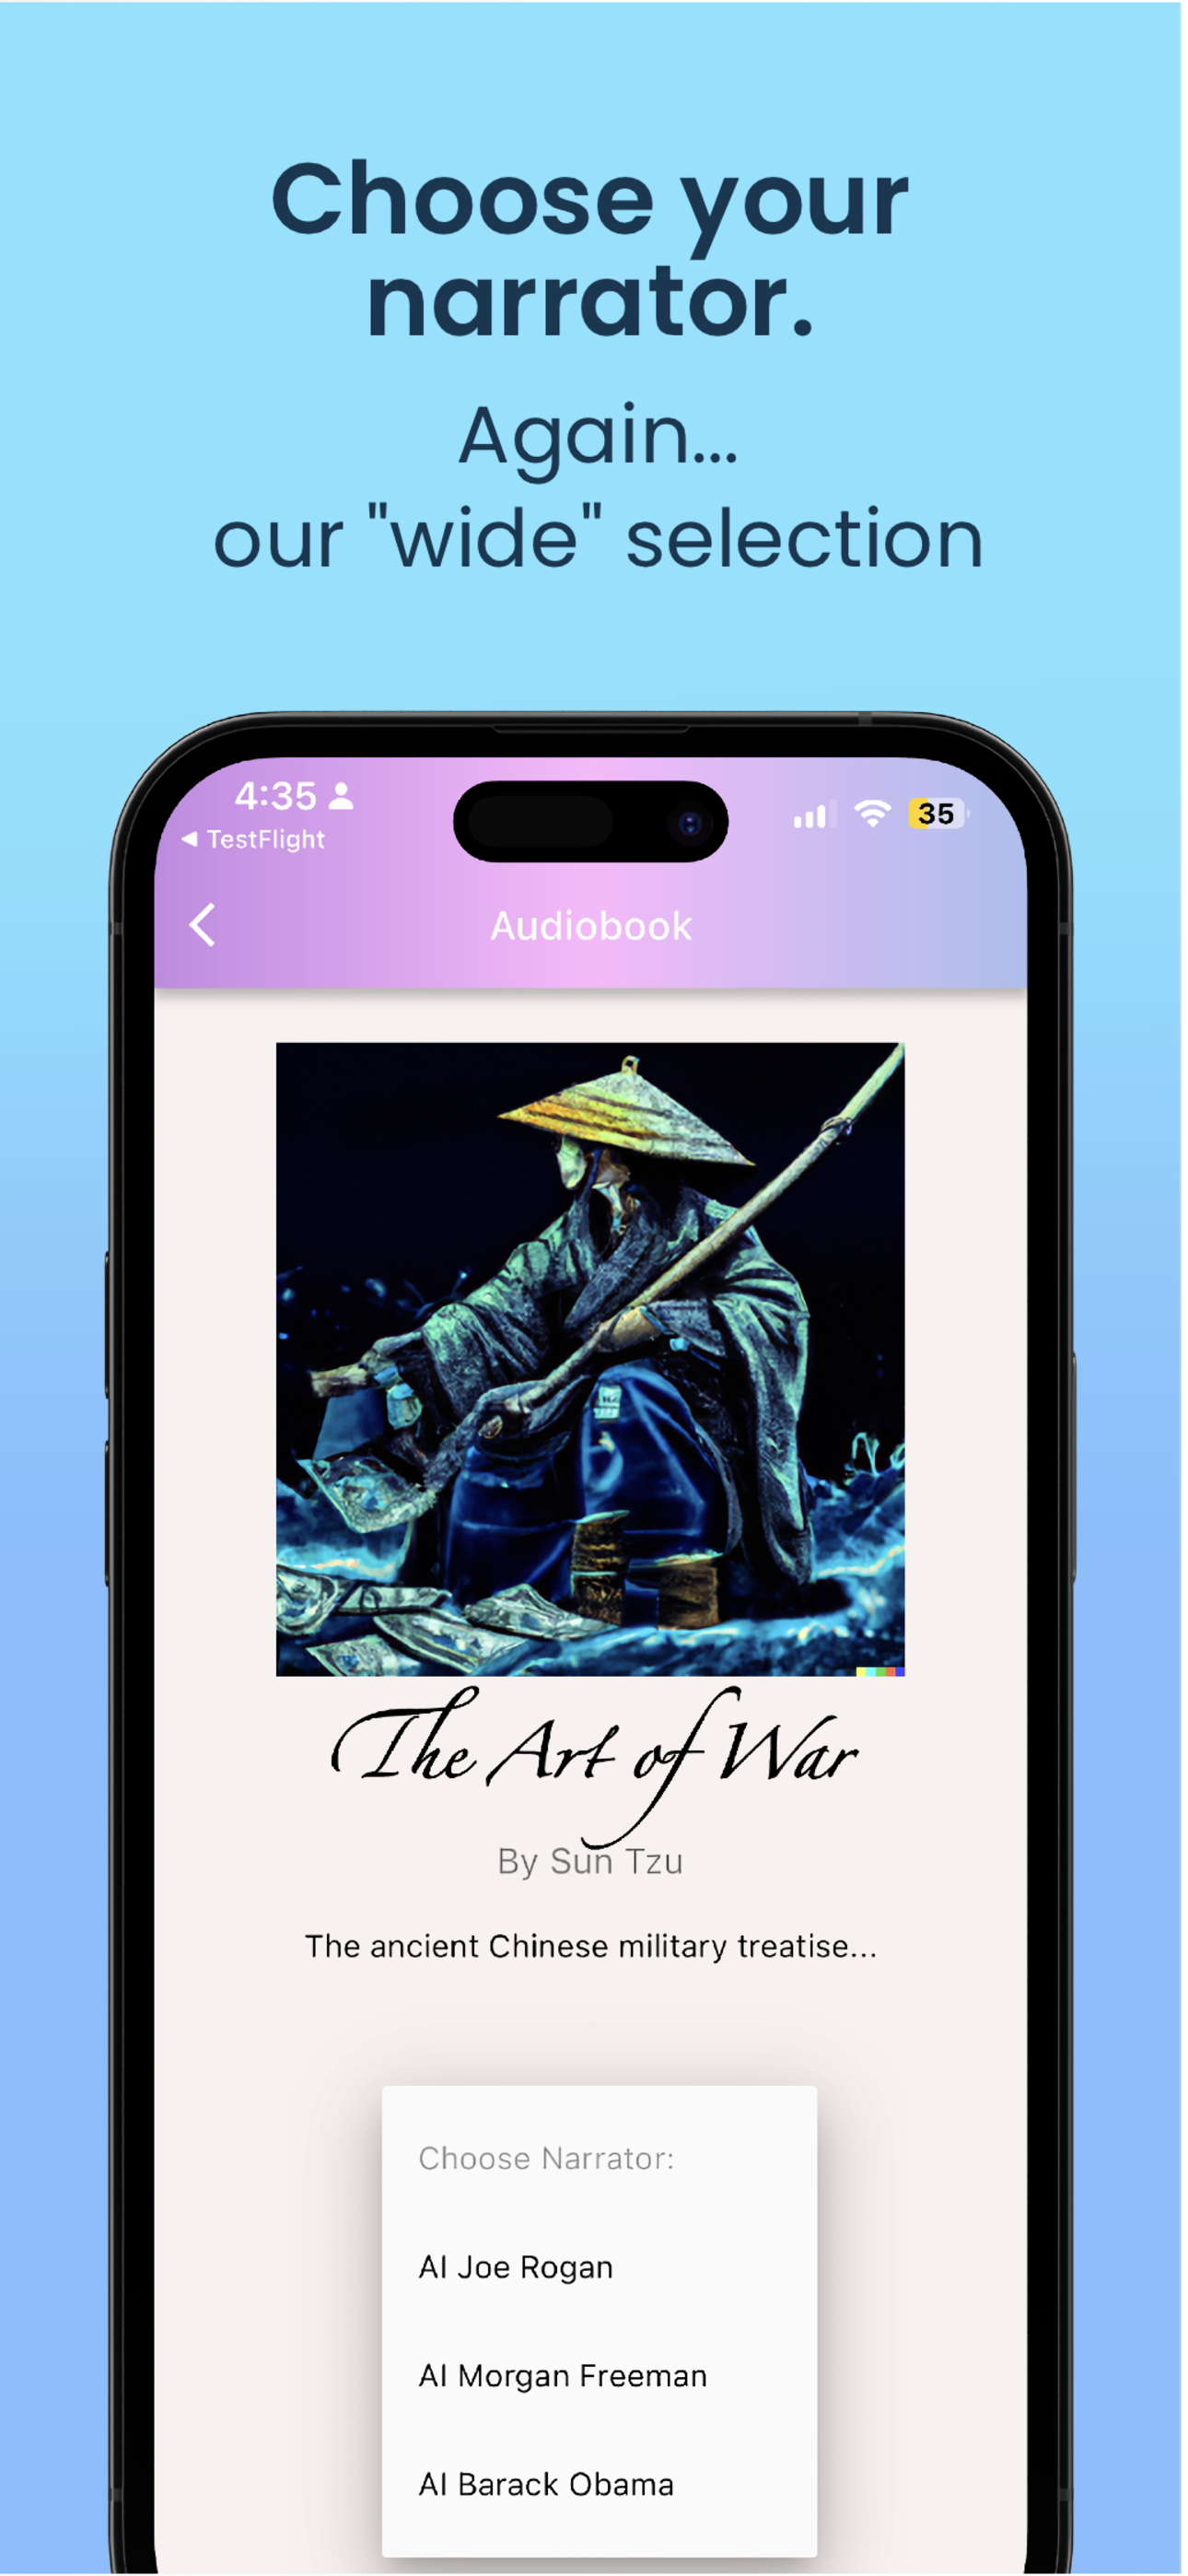 Choose your
narrator.
Again...
our "wide" selection
4:35
35
◀ TestFlight
Audiobook
The Art of War
By Sun Tzu
The ancient Chinese military treatise...
Choose Narrator:
AI Joe Rogan
AI Morgan Freeman
AI Barack Obama